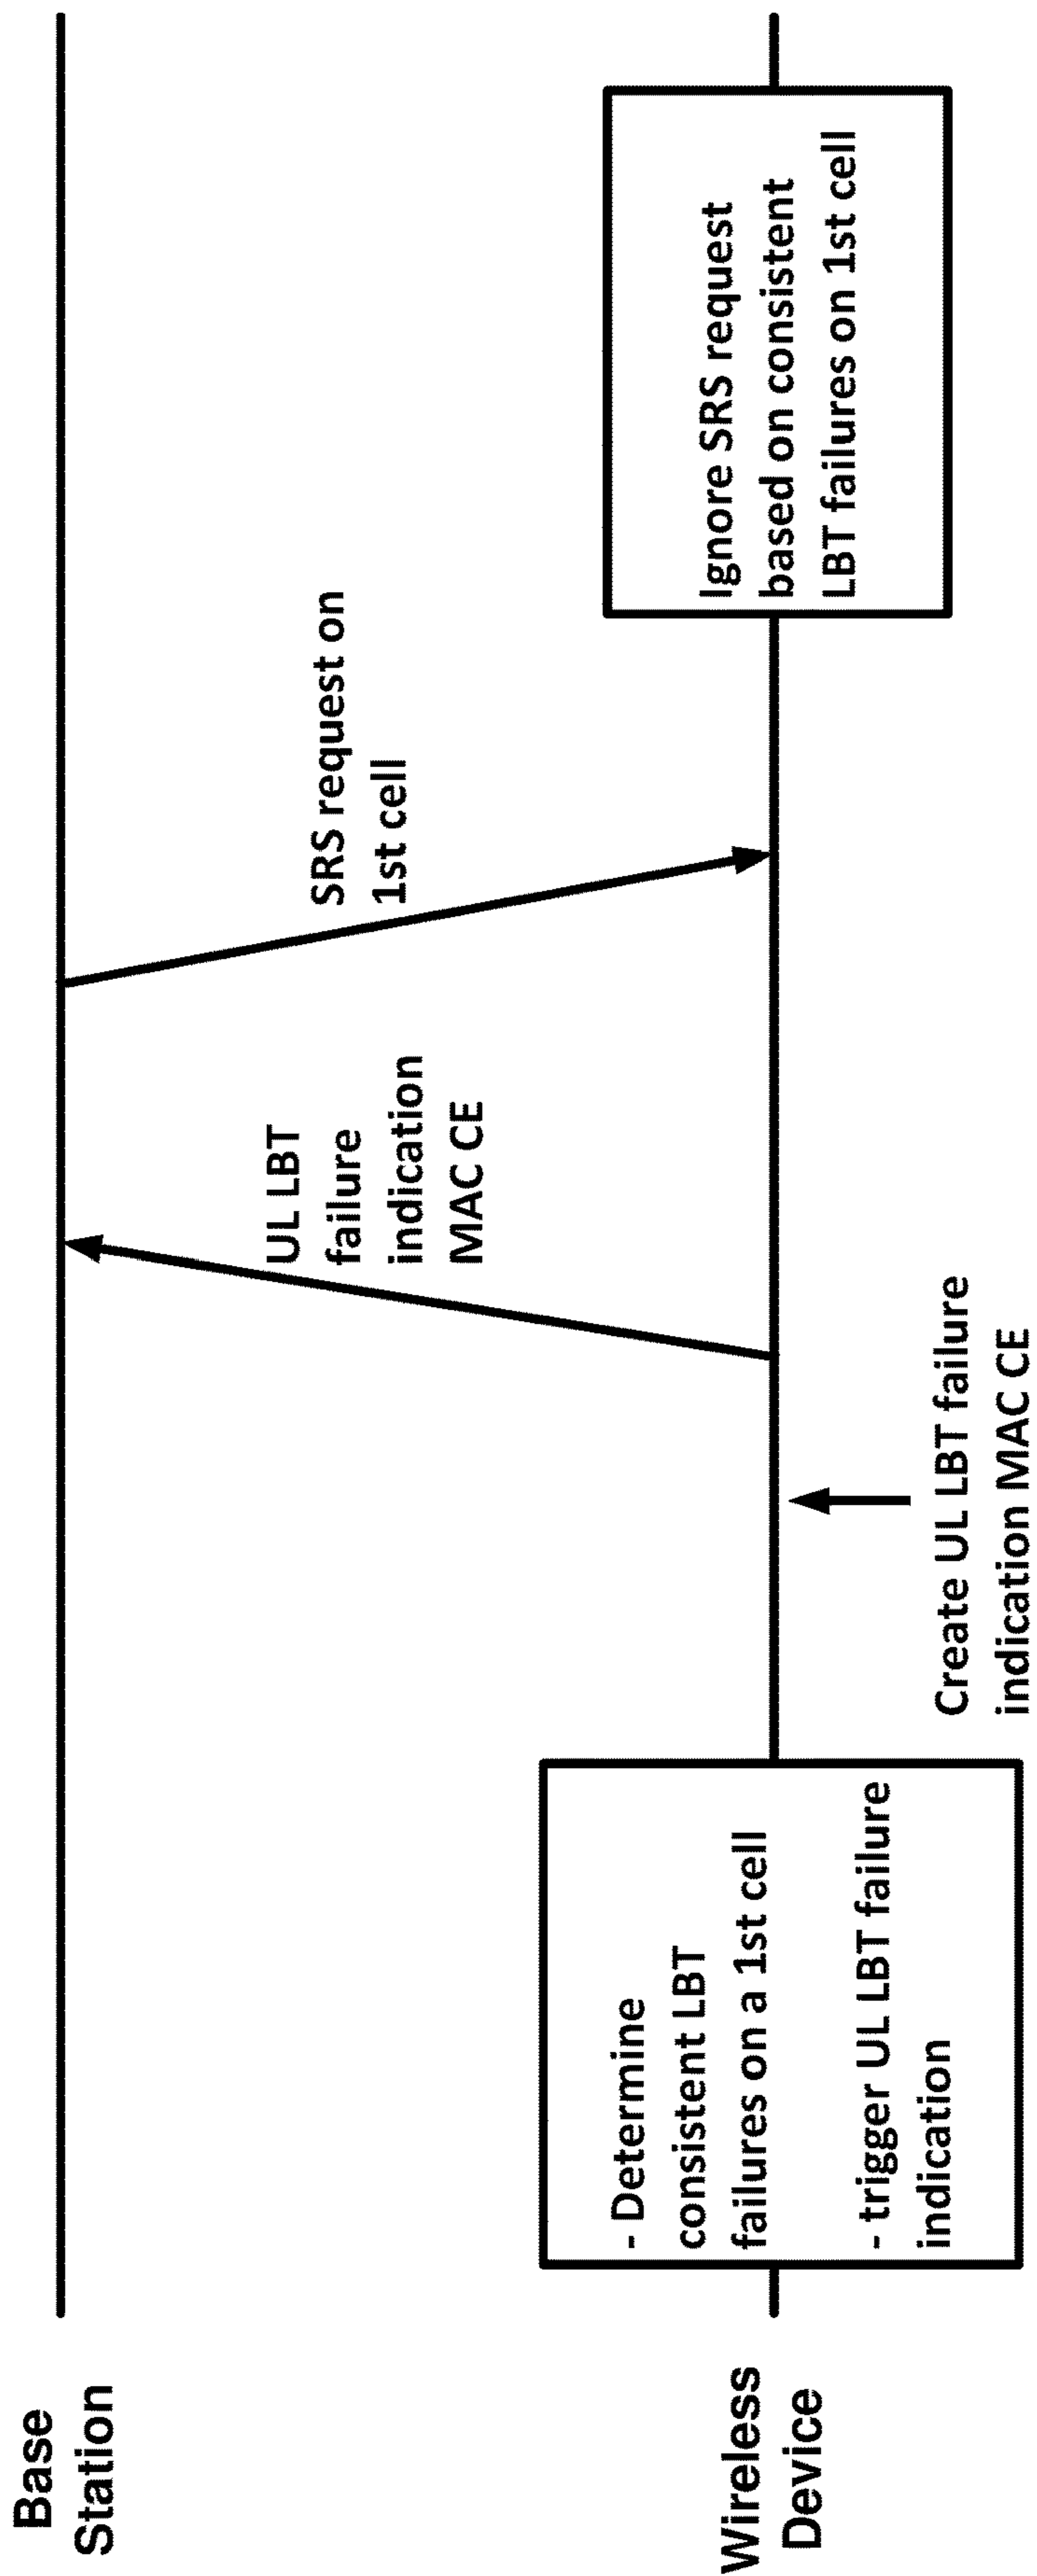 Base
Station
Wireless
Device
- Determine
consistent LBT
failures on a 1st cell
- trigger UL LBT failure
indication
Create UL LBT failure
indication MAC CE
UL LBT
failure
indication
MAC CE
SRS request on
1st cell
Ignore SRS request
based on consistent
LBT failures on 1st cell